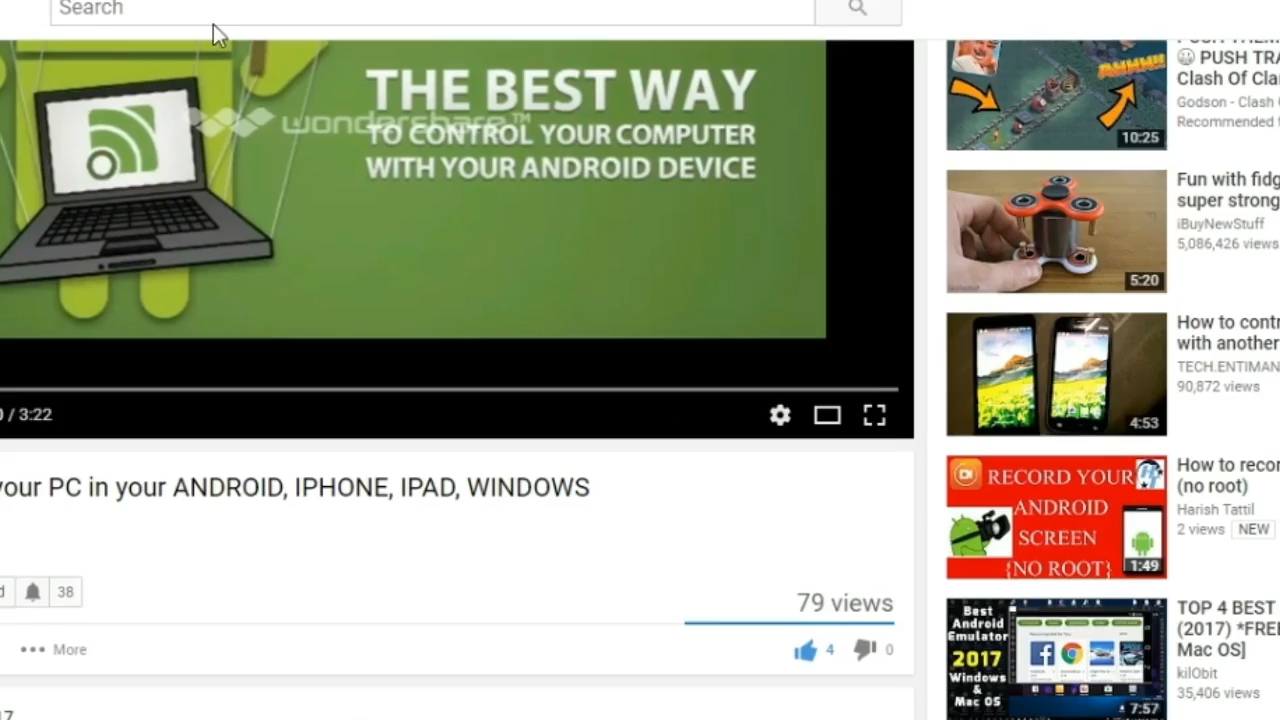 Search
THE BEST WAY
TO CONTROL YOUR COMPUTER
WITH YOUR ANDROID DEVICE
wondershare™
/ 3:22
your PC in your ANDROID, IPHONE, IPAD, WINDOWS
38
79 views
More
4
0
😀 PUSH TRA
Clash Of Cla
Godson - Clash
Recommended
AHHH!!
10:25
Fun with fidg
super strong
iBuyNewStuff
5,086,426 views
5:20
How to contr
with another
TECH.ENTIMAN
90,872 views
4:53
RECORD YOUR
ANDROID
SCREEN
{NO ROOT}
1:49
How to recor
(no root)
Harish Tattil
2 views NEW
Best
Android
Emulator
2017
Windows
&
Mac OS
7:57
TOP 4 BEST
(2017) *FREE
Mac OS]
kilObit
35,406 views